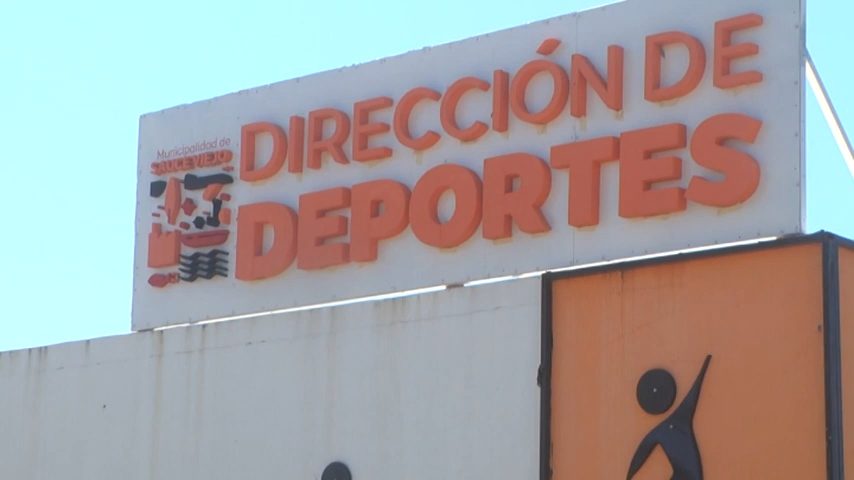 Municipalidad de
SAUCE VIEJO
DIRECCIÓN DE
DEPORTES